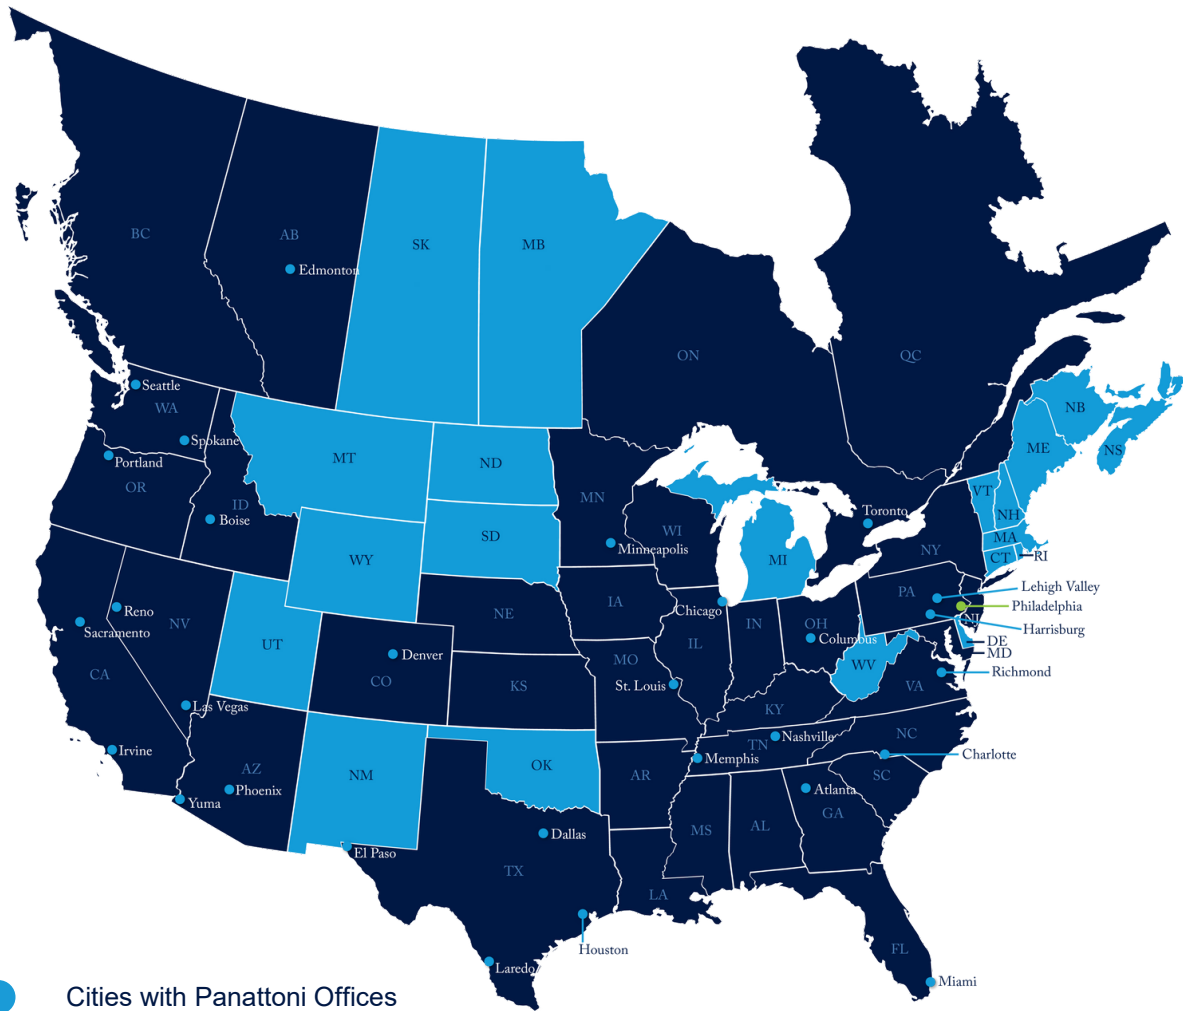 BC
AB
SK
MB
Edmonton
ON
QC
Seattle
WA
Spokane
Portland
OR
ID
Boise
MT
ND
SD
WY
MN
Minneapolis
WI
MI
Toronto
NB
ME
NS
VT
NH
MA
CT
RI
NY
PA
Lehigh Valley
Philadelphia
NJ
Harrisburg
DE
MD
Richmond
Reno
Sacramento
NV
CA
UT
Las Vegas
Irvine
Denver
CO
NE
KS
IA
MO
St. Louis
Chicago
IL
IN
OH
Columbus
WV
VA
KY
Nashville
TN
Memphis
NC
Charlotte
SC
AZ
Phoenix
Yuma
NM
OK
AR
Atlanta
GA
AL
MS
Dallas
El Paso
TX
LA
Houston
Laredo
FL
Miami
Cities with Panattoni Offices